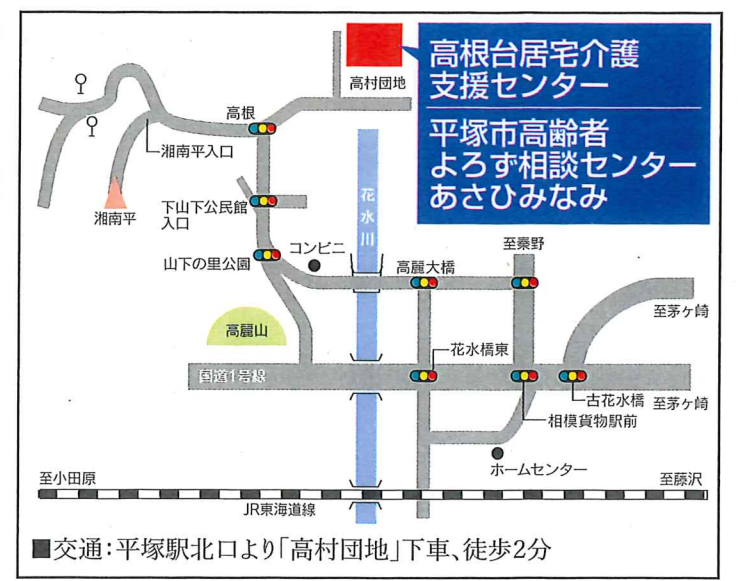 高根台居宅介護
支援センター
平塚市高齢者
よろず相談センター
あさひみなみ
高村団地
高根
湘南平入口
湘南平
下山下公民館
入口
花水川
コンビニ
山下の里公園
高麗大橋
至秦野
至茅ヶ崎
高麗山
花水橋東
国道1号線
古花水橋
至茅ヶ崎
相模貨物駅前
ホームセンター
至小田原
至藤沢
JR東海道線
■交通：平塚駅北口より「高村団地」下車、徒歩2分